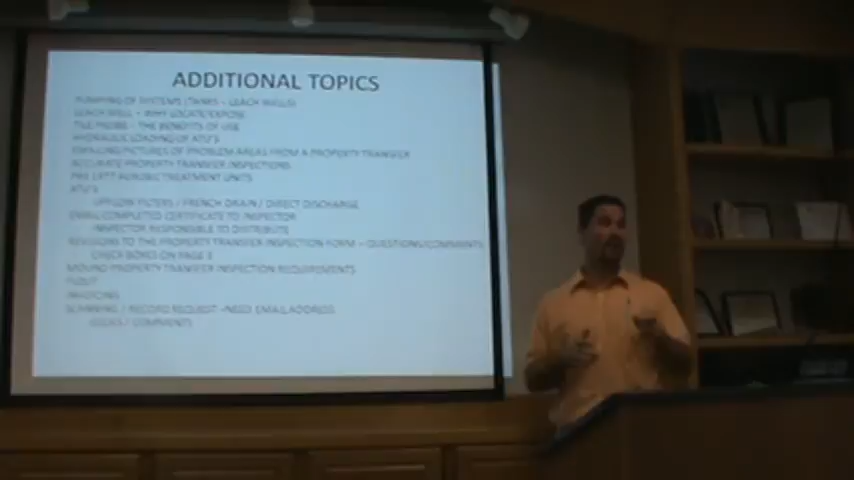 ADDITIONAL TOPICS
PUMPING OF SYSTEMS (TANKS – LEACH WELLS)
LEACH WELL – WHY LOCATE/EXPOSE
TILE PROBE – THE BENEFITS OF USE
HYDRAULIC LOADING OF ATU'S
EMAILING PICTURES OF PROBLEM AREAS FROM A PROPERTY TRANSFER
ACCURATE PROPERTY TRANSFER INSPECTIONS
PRE 1977 AEROBIC TREATMENT UNITS
ATU'S
UPFLOW FILTERS / FRENCH DRAIN / DIRECT DISCHARGE
EMAIL COMPLETED CERTIFICATE TO INSPECTOR
INSPECTOR RESPONSIBLE TO DISTRIBUTE
REVISIONS TO THE PROPERTY TRANSFER INSPECTION FORM – QUESTIONS/COMMENTS
CHECK BOXES ON PAGE 3
MOUND PROPERTY TRANSFER INSPECTION REQUIREMENTS
INVOICING
SCANNING / RECORD REQUEST –NEED EMAIL ADDRESS
/ COMMENTS